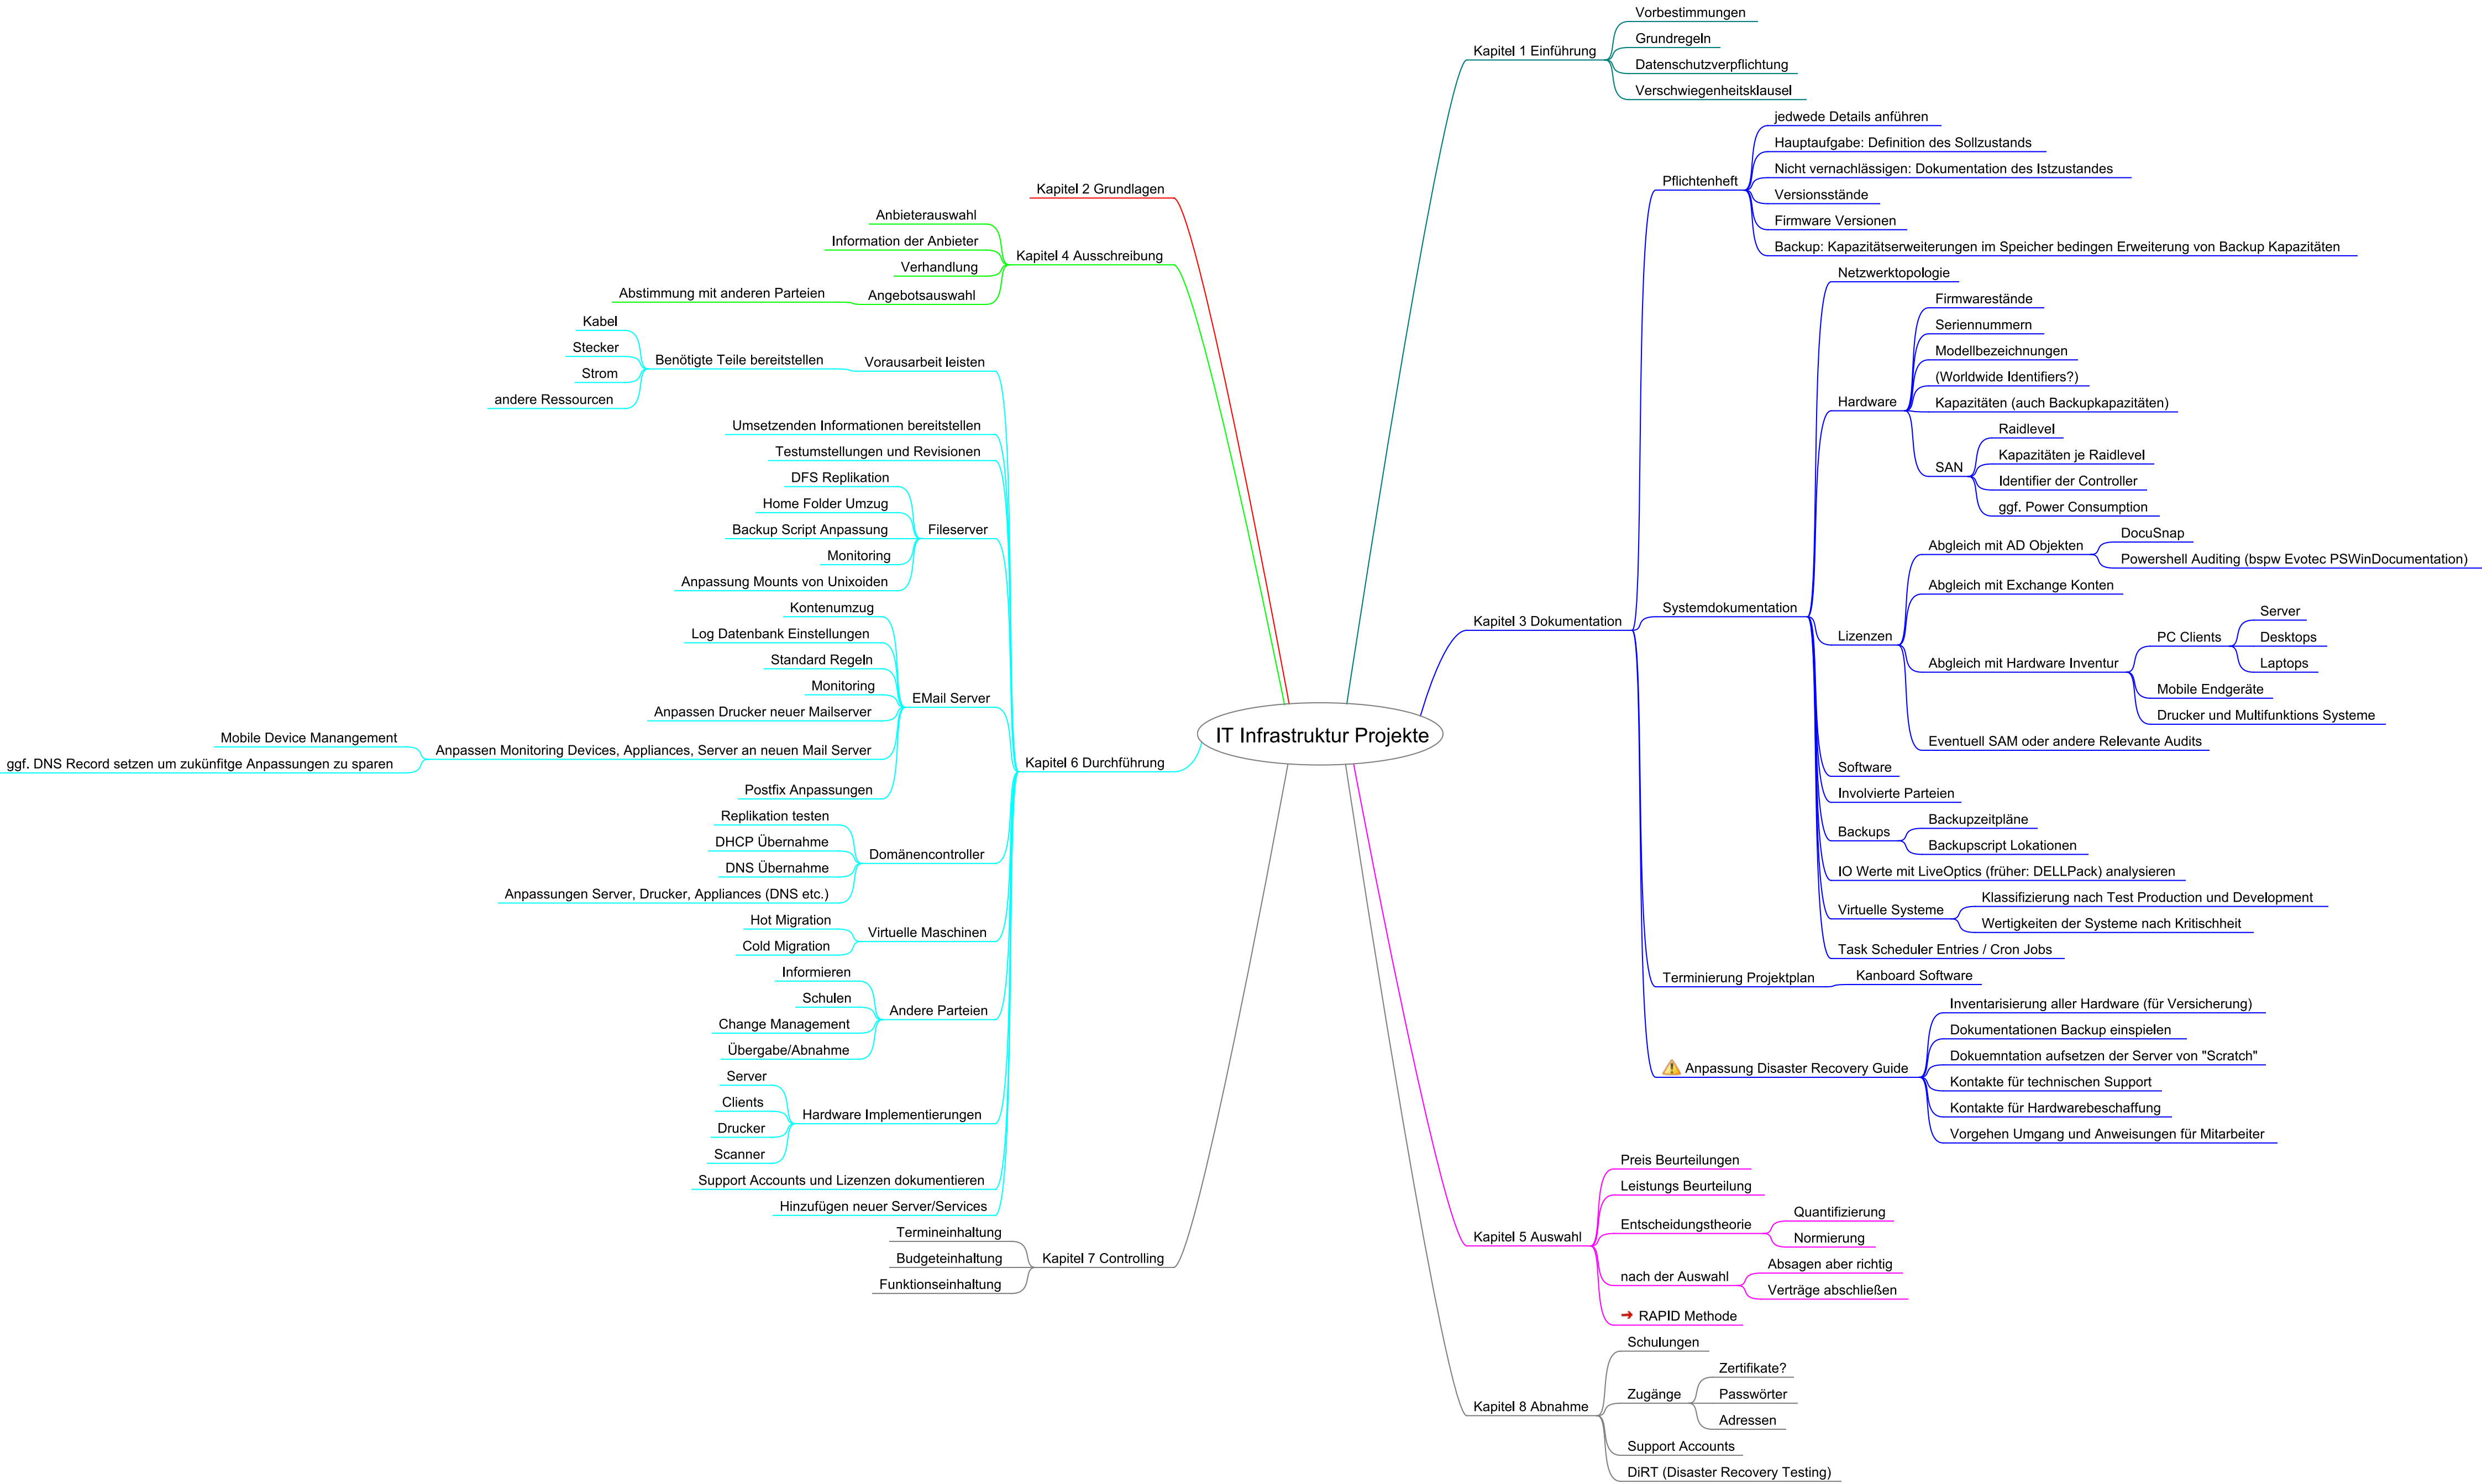 IT Infrastruktur Projekte
Kapitel 1 Einführung
Vorbestimmungen
Grundregeln
Datenschutzverpflichtung
Verschwiegenheitsklausel
Kapitel 2 Grundlagen
Kapitel 3 Dokumentation
Pflichtenheft
jedwede Details anführen
Hauptaufgabe: Definition des Sollzustands
Nicht vernachlässigen: Dokumentation des Istzustandes
Versionsstände
Firmware Versionen
Backup: Kapazitätserweiterungen im Speicher bedingen Erweiterung von Backup Kapazitäten
Systemdokumentation
Netzwerktopologie
Hardware
Firmwarestände
Seriennummern
Modellbezeichnungen
(Worldwide Identifiers?)
Kapazitäten (auch Backupkapazitäten)
SAN
Raidlevel
Kapazitäten je Raidlevel
Identifier der Controller
ggf. Power Consumption
Lizenzen
Abgleich mit AD Objekten
DocuSnap
Powershell Auditing (bspw Evotec PSWinDocumentation)
Abgleich mit Exchange Konten
Abgleich mit Hardware Inventur
PC Clients
Server
Desktops
Laptops
Mobile Endgeräte
Drucker und Multifunktions Systeme
Eventuell SAM oder andere Relevante Audits
Software
Involvierte Parteien
Backups
Backupzeitpläne
Backupscript Lokationen
IO Werte mit LiveOptics (früher: DELLPack) analysieren
Virtuelle Systeme
Klassifizierung nach Test Production und Development
Wertigkeiten der Systeme nach Kritischheit
Task Scheduler Entries / Cron Jobs
Terminierung Projektplan
Kanboard Software
Anpassung Disaster Recovery Guide
Inventarisierung aller Hardware (für Versicherung)
Dokumentationen Backup einspielen
Dokuemntation aufsetzen der Server von "Scratch"
Kontakte für technischen Support
Kontakte für Hardwarebeschaffung
Vorgehen Umgang und Anweisungen für Mitarbeiter
Kapitel 4 Ausschreibung
Anbieterauswahl
Information der Anbieter
Verhandlung
Angebotsauswahl
Abstimmung mit anderen Parteien
Kapitel 5 Auswahl
Preis Beurteilungen
Leistungs Beurteilung
Entscheidungstheorie
Quantifizierung
Normierung
nach der Auswahl
Absagen aber richtig
Verträge abschließen
RAPID Methode
Kapitel 6 Durchführung
Vorausarbeit leisten
Benötigte Teile bereitstellen
Kabel
Stecker
Strom
andere Ressourcen
Umsetzenden Informationen bereitstellen
Testumstellungen und Revisionen
Fileserver
DFS Replikation
Home Folder Umzug
Backup Script Anpassung
Monitoring
Anpassung Mounts von Unixoiden
EMail Server
Kontenumzug
Log Datenbank Einstellungen
Standard Regeln
Monitoring
Anpassen Drucker neuer Mailserver
Anpassen Monitoring Devices, Appliances, Server an neuen Mail Server
Mobile Device Manangement
ggf. DNS Record setzen um zukünfitge Anpassungen zu sparen
Postfix Anpassungen
Domänencontroller
Replikation testen
DHCP Übernahme
DNS Übernahme
Anpassungen Server, Drucker, Appliances (DNS etc.)
Virtuelle Maschinen
Hot Migration
Cold Migration
Andere Parteien
Informieren
Schulen
Change Management
Übergabe/Abnahme
Hardware Implementierungen
Server
Clients
Drucker
Scanner
Support Accounts und Lizenzen dokumentieren
Hinzufügen neuer Server/Services
Kapitel 7 Controlling
Termineinhaltung
Budgeteinhaltung
Funktionseinhaltung
Kapitel 8 Abnahme
Schulungen
Zugänge
Zertifikate?
Passwörter
Adressen
Support Accounts
DiRT (Disaster Recovery Testing)